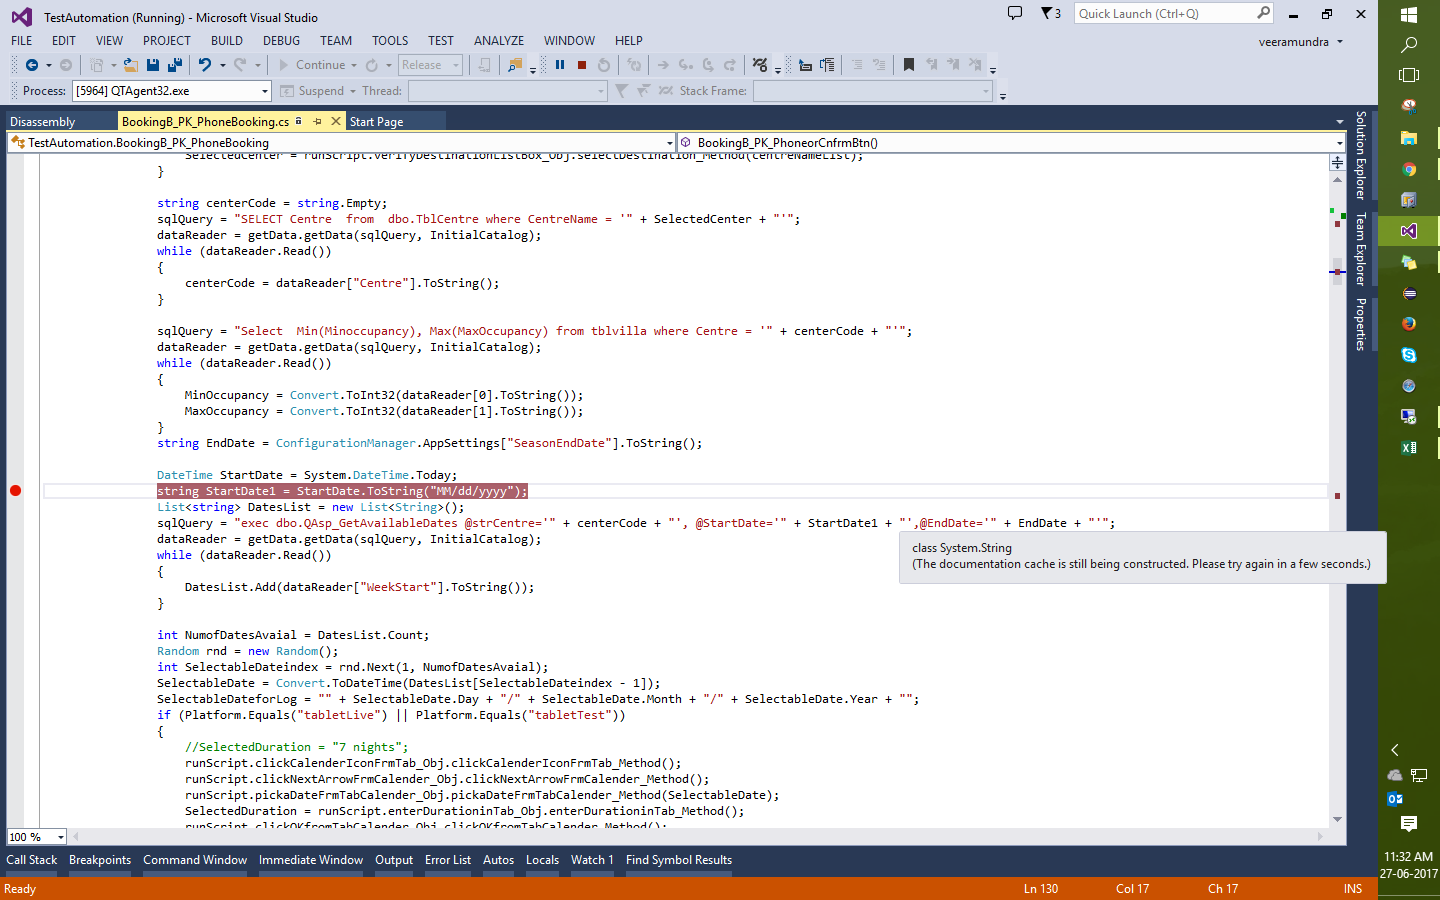 TestAutomation (Running) - Microsoft Visual Studio
3
Quick Launch (Ctrl+Q)
FILE EDIT VIEW PROJECT BUILD DEBUG TEAM TOOLS TEST ANALYZE WINDOW HELP
veeramundra
Continue
Release
Process: [5964] QTAgent32.exe
Suspend
Thread:
Stack Frame:
Disassembly
BookingB_PK_PhoneBooking.cs
Start Page
TestAutomation.BookingB_PK_PhoneBooking
BookingB_PK_PhoneorCnfrmBtn()
SelectedCenter = runScript.verifyDestinationListBox_Obj.selectDestination_Method(centreNameList);
}
string centerCode = string.Empty;
sqlQuery = "SELECT Centre  from  dbo.TblCentre where CentreName = '" + SelectedCenter + "'";
dataReader = getData.getData(sqlQuery, InitialCatalog);
while (dataReader.Read())
{
centerCode = dataReader["Centre"].ToString();
}
sqlQuery = "Select  Min(Minoccupancy), Max(MaxOccupancy) from tblvilla where Centre = '" + centerCode + "'";
dataReader = getData.getData(sqlQuery, InitialCatalog);
while (dataReader.Read())
{
MinOccupancy = Convert.ToInt32(dataReader[0].ToString());
MaxOccupancy = Convert.ToInt32(dataReader[1].ToString());
}
string EndDate = ConfigurationManager.AppSettings["SeasonEndDate"].ToString();
DateTime StartDate = System.DateTime.Today;
string StartDate1 = StartDate.ToString("MM/dd/yyyy");
List<string> DatesList = new List<String>();
sqlQuery = "exec dbo.QAsp_GetAvailableDates @strCentre='" + centerCode + "', @StartDate='" + StartDate1 + "',@EndDate='" + EndDate + "'";
dataReader = getData.getData(sqlQuery, InitialCatalog);
while (dataReader.Read())
{
DatesList.Add(dataReader["WeekStart"].ToString());
}
class System.String
(The documentation cache is still being constructed. Please try again in a few seconds.)
int NumofDatesAvaial = DatesList.Count;
Random rnd = new Random();
int SelectableDateindex = rnd.Next(1, NumofDatesAvaial);
SelectableDate = Convert.ToDateTime(DatesList[SelectableDateindex - 1]);
SelectableDateforLog = "" + SelectableDate.Day + "/" + SelectableDate.Month + "/" + SelectableDate.Year + "";
if (Platform.Equals("tabletLive") || Platform.Equals("tabletTest"))
{
//SelectedDuration = "7 nights";
runScript.clickCalenderIconFrmTab_Obj.clickCalenderIconFrmTab_Method();
runScript.clickNextArrowFrmCalender_Obj.clickNextArrowFrmCalender_Method();
runScript.pickaDateFrmTabCalender_Obj.pickaDateFrmTabCalender_Method(SelectableDate);
SelectedDuration = runScript.enterDurationinTab_Obj.enterDurationinTab_Method();
runScript.clickOKfromTabCalender_Obj.clickOKfromTabCalender_Method();
100 %
Solution Explorer
Team Explorer
Properties
Call Stack Breakpoints Command Window Immediate Window Output Error List Autos Locals Watch 1 Find Symbol Results
Ready
Ln 130
Col 17
Ch 17
INS
11:32 AM
27-06-2017